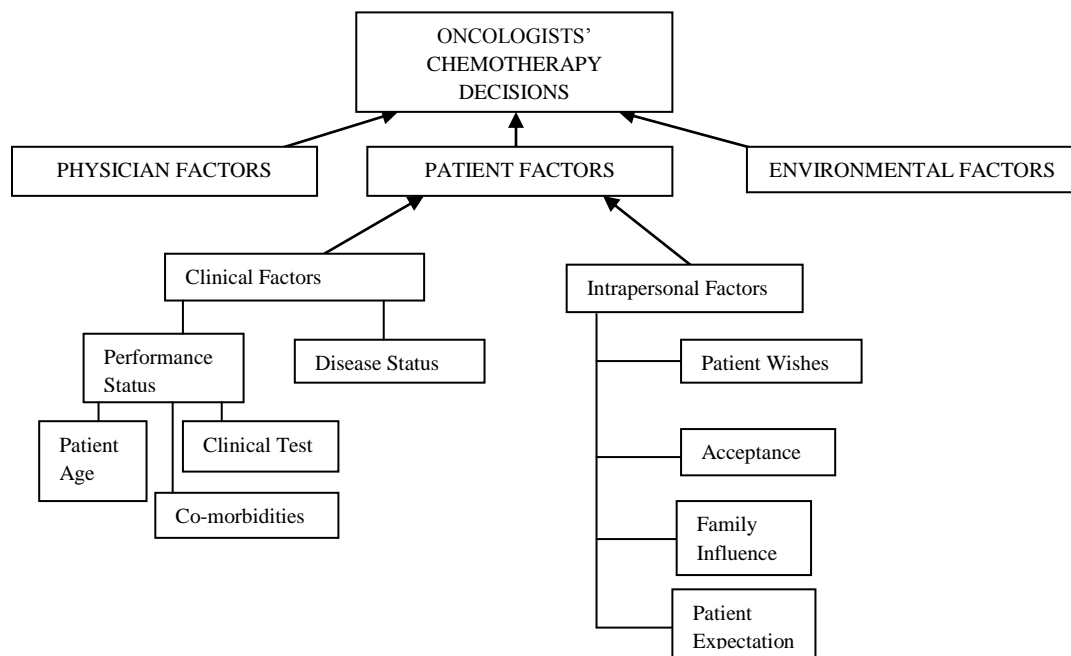 ONCOLOGISTS’
CHEMOTHERAPY
DECISIONS
PHYSICIAN FACTORS
PATIENT FACTORS
ENVIRONMENTAL FACTORS
Clinical Factors
Intrapersonal Factors
Performance
Status
Disease Status
Patient Wishes
Patient
Age
Clinical Test
Acceptance
Co-morbidities
Family
Influence
Patient
Expectation